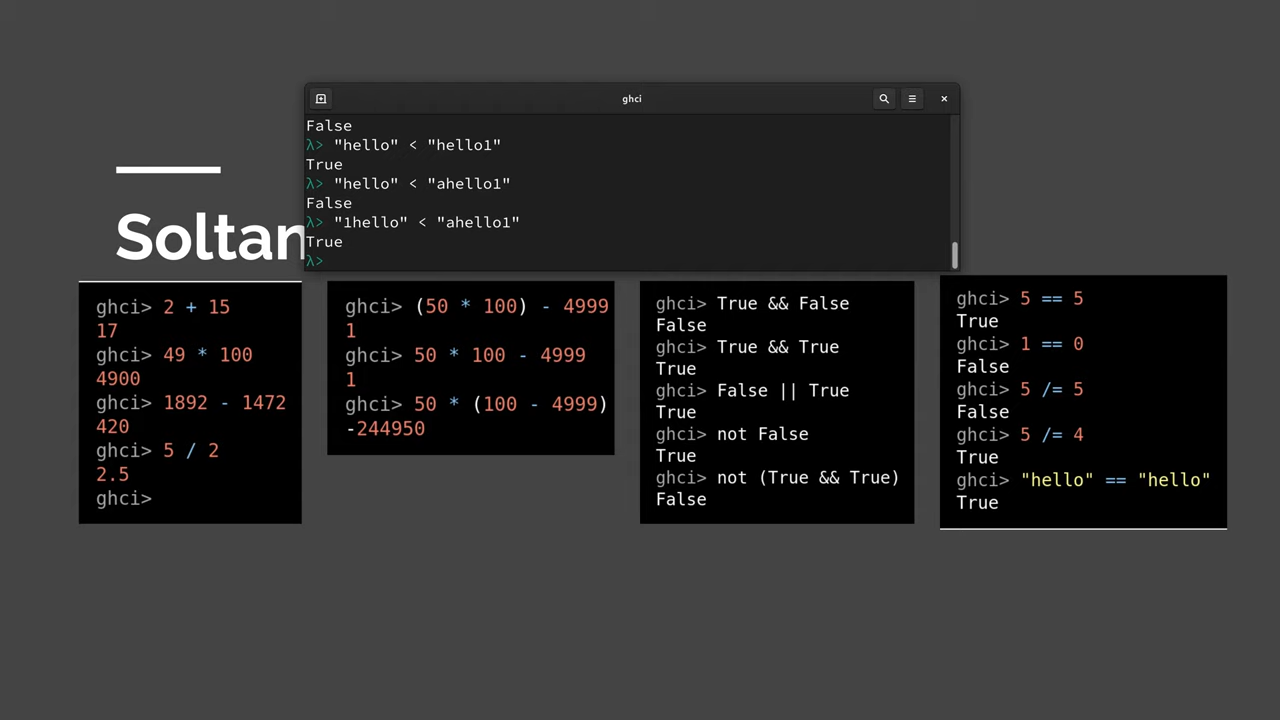 ghci
False
λ> "hello" < "hello1"
True
λ> "hello" < "ahello1"
False
λ> "1hello" < "ahello1"
True
λ>
Soltan
ghci> 2 + 15
17
ghci> 49 * 100
4900
ghci> 1892 - 1472
420
ghci> 5 / 2
2.5
ghci>
ghci> (50 * 100) - 4999
1
ghci> 50 * 100 - 4999
1
ghci> 50 * (100 - 4999)
-244950
ghci> True && False
False
ghci> True && True
True
ghci> False || True
True
ghci> not False
True
ghci> not (True && True)
False
ghci> 5 == 5
True
ghci> 1 == 0
False
ghci> 5 /= 5
False
ghci> 5 /= 4
True
ghci> "hello" == "hello"
True